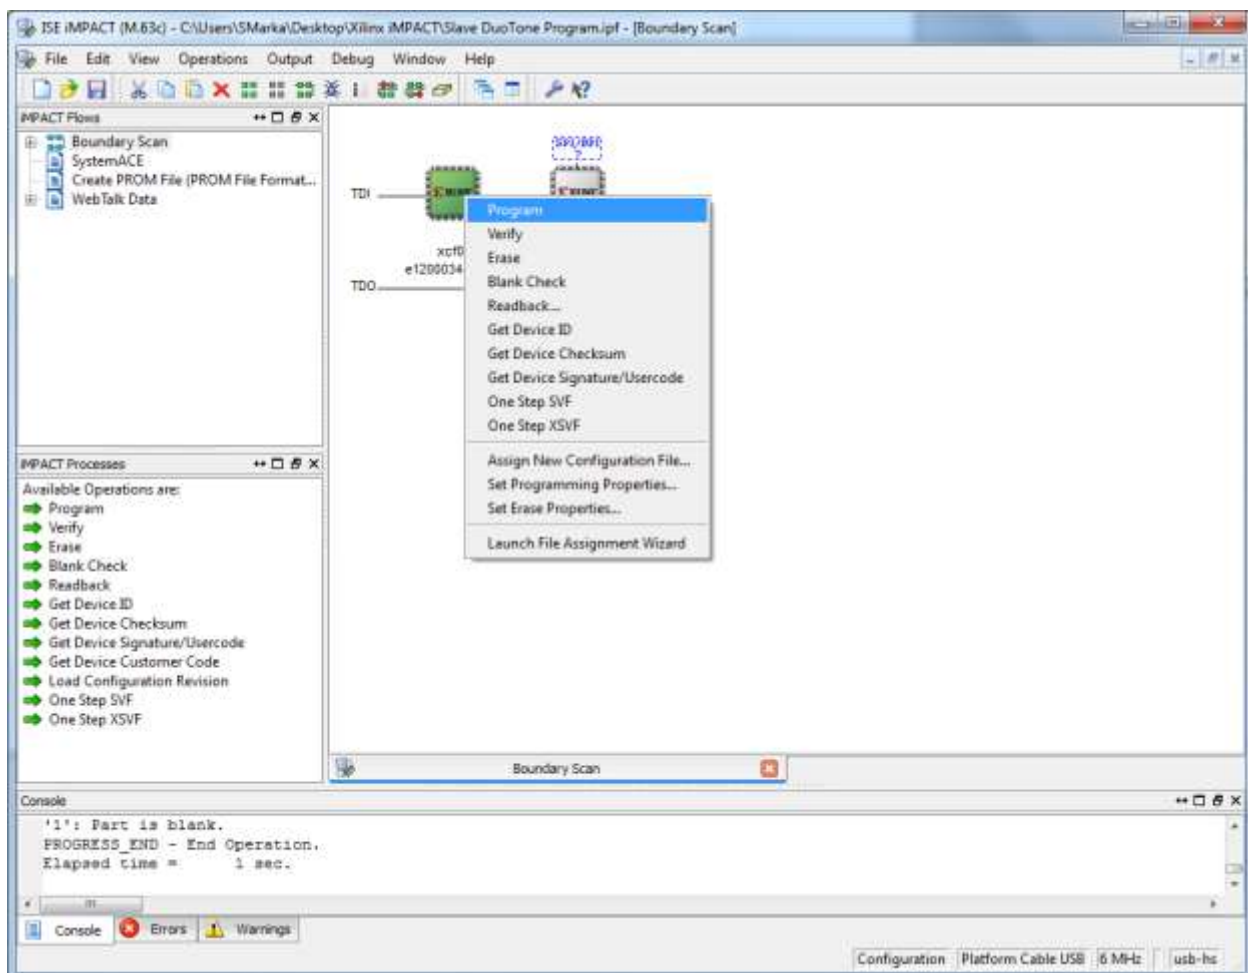 ISE iMPACT (M.63c) - C:\Users\SMarka\Desktop\Xilinx iMPACT\Slave DuoTone Program.ipf - [Boundary Scan]
File Edit View Operations Output Debug Window Help
iMPACT Flows
Boundary Scan
SystemACE
Create PROM File (PROM File Format...
WebTalk Data
TDI
xcf0
e1200034
TDO
Program
Verify
Erase
Blank Check
Readback...
Get Device ID
Get Device Checksum
Get Device Signature/Usercode
One Step SVF
One Step XSVF
Assign New Configuration File...
Set Programming Properties...
Set Erase Properties...
Launch File Assignment Wizard
iMPACT Processes
Available Operations are:
Program
Verify
Erase
Blank Check
Readback
Get Device ID
Get Device Checksum
Get Device Signature/Usercode
Get Device Customer Code
Load Configuration Revision
One Step SVF
One Step XSVF
Boundary Scan
Console
'1': Part is blank.
PROGRESS_END - End Operation.
Elapsed time = 1 sec.
Console Errors Warnings
Configuration Platform Cable USB 6 MHz usb-hs